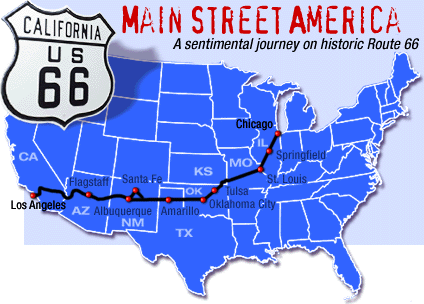 CALIFORNIA
US
66
MAIN STREET AMERICA
A sentimental journey on historic Route 66
Chicago
IL
Springfield
CA
MO
KS
St. Louis
Santa Fe
Flagstaff
OK
Tulsa
Los Angeles
AZ
Albuquerque
Amarillo
Oklahoma City
NM
TX